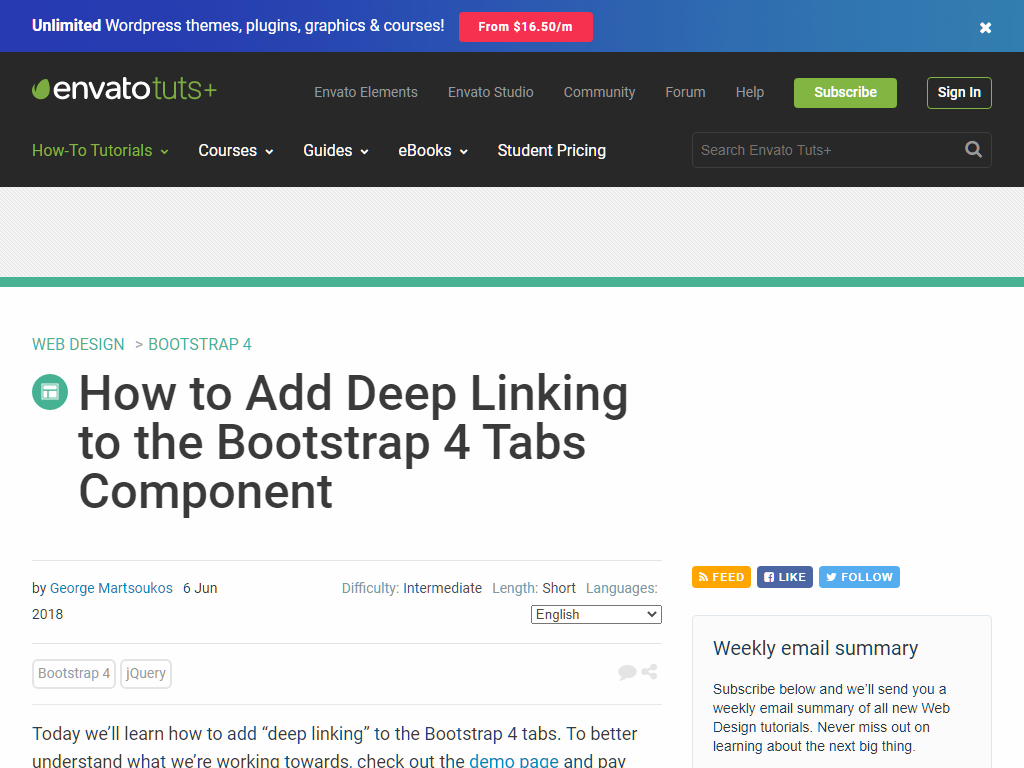 Unlimited Wordpress themes, plugins, graphics & courses! From $16.50/m
envatotuts+ Envato Elements Envato Studio Community Forum Help Subscribe Sign In
How-To Tutorials Courses Guides eBooks Student Pricing Search Envato Tuts+
WEB DESIGN > BOOTSTRAP 4
How to Add Deep Linking
to the Bootstrap 4 Tabs
Component
by George Martsoukos 6 Jun
2018
Difficulty: Intermediate Length: Short Languages:
English
FEED LIKE FOLLOW
Bootstrap 4 jQuery
Today we’ll learn how to add “deep linking” to the Bootstrap 4 tabs. To better
understand what we’re working towards, check out the demo page and pay
Weekly email summary
Subscribe below and we’ll send you a
weekly email summary of all new Web
Design tutorials. Never miss out on
learning about the next big thing.